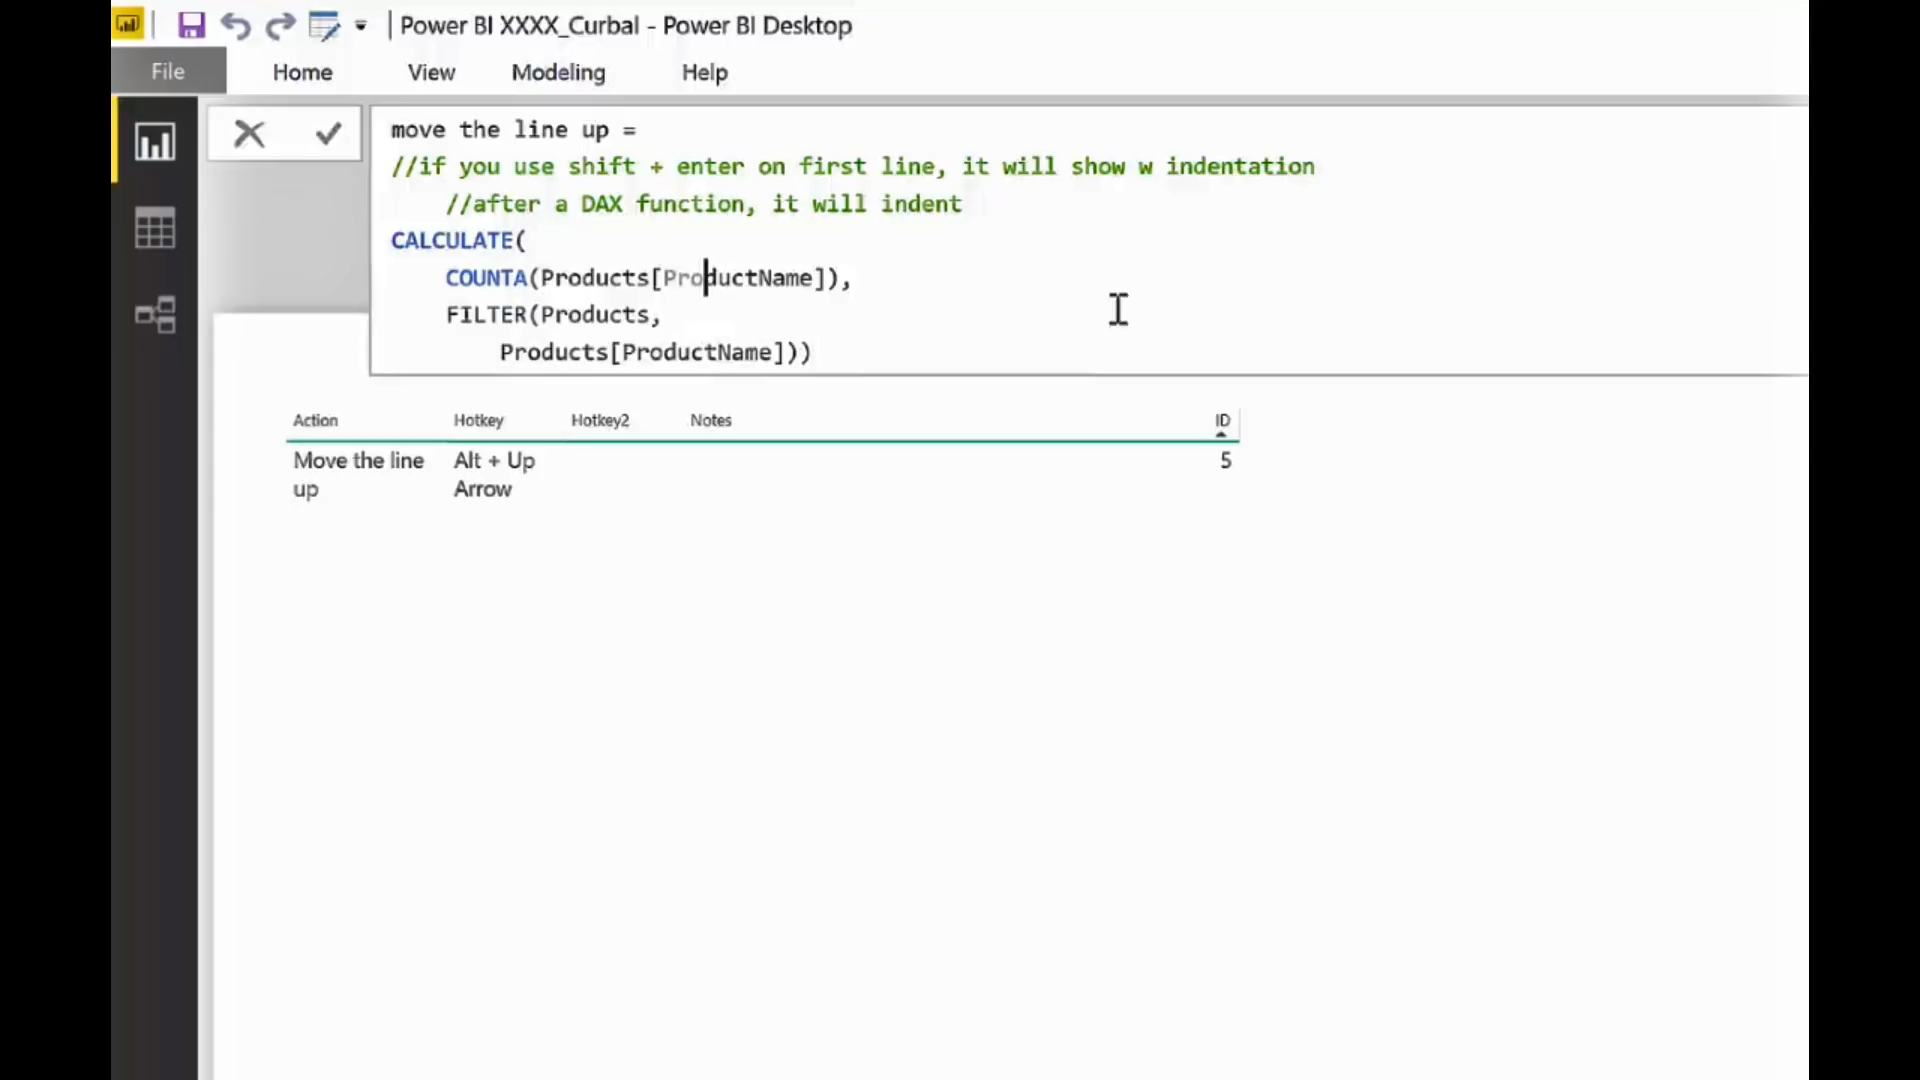 Power BI XXXX_Curbal - Power BI Desktop
File Home View Modeling Help
move the line up =
//if you use shift + enter on first line, it will show w indentation
//after a DAX function, it will indent
CALCULATE(
COUNTA(Products[ProductName]),
FILTER(Products,
Products[ProductName]))
Action Hotkey Hotkey2 Notes ID
Move the line Alt + Up 5
up Arrow